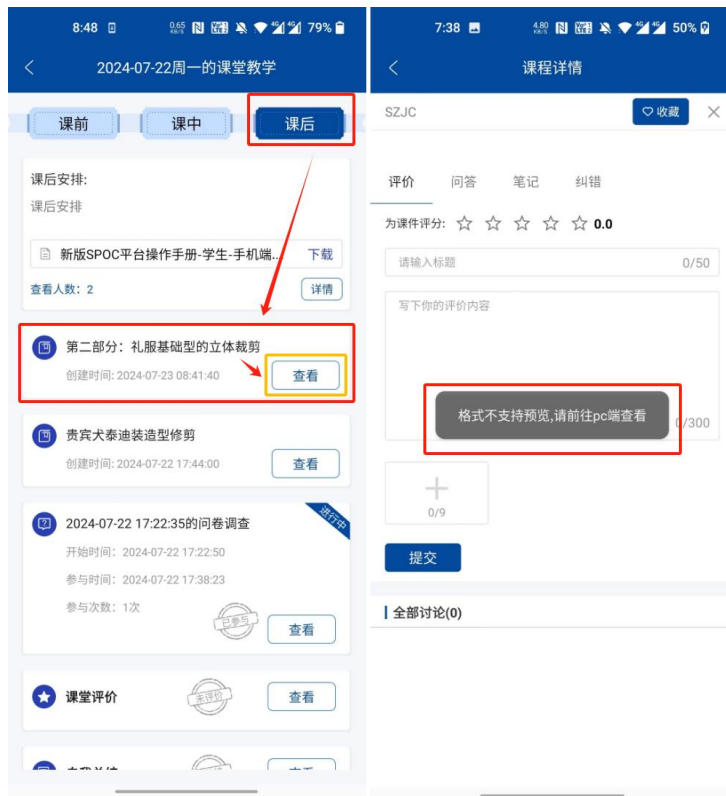 8:48
0.65 KB/S
79%
2024-07-22周一的课堂教学
课前
课中
课后
课后安排:
课后安排
新版SPOC平台操作手册-学生-手机端...
下载
查看人数: 2
详情
第二部分: 礼服基础型的立体裁剪
创建时间: 2024-07-23 08:41:40
查看
贵宾犬泰迪装造型修剪
创建时间: 2024-07-22 17:44:00
查看
2024-07-22 17:22:35的问卷调查
进行中
开始时间: 2024-07-22 17:22:50
参与时间: 2024-07-22 17:38:23
参与次数: 1次
已参与
查看
课堂评价
未评价
查看
7:38
4.80 KB/S
50%
课程详情
SZJC
收藏
评价
问答
笔记
纠错
为课件评分:
0.0
请输入标题
0/50
写下你的评价内容
格式不支持预览,请前往pc端查看
0/300
0/9
提交
全部讨论(0)